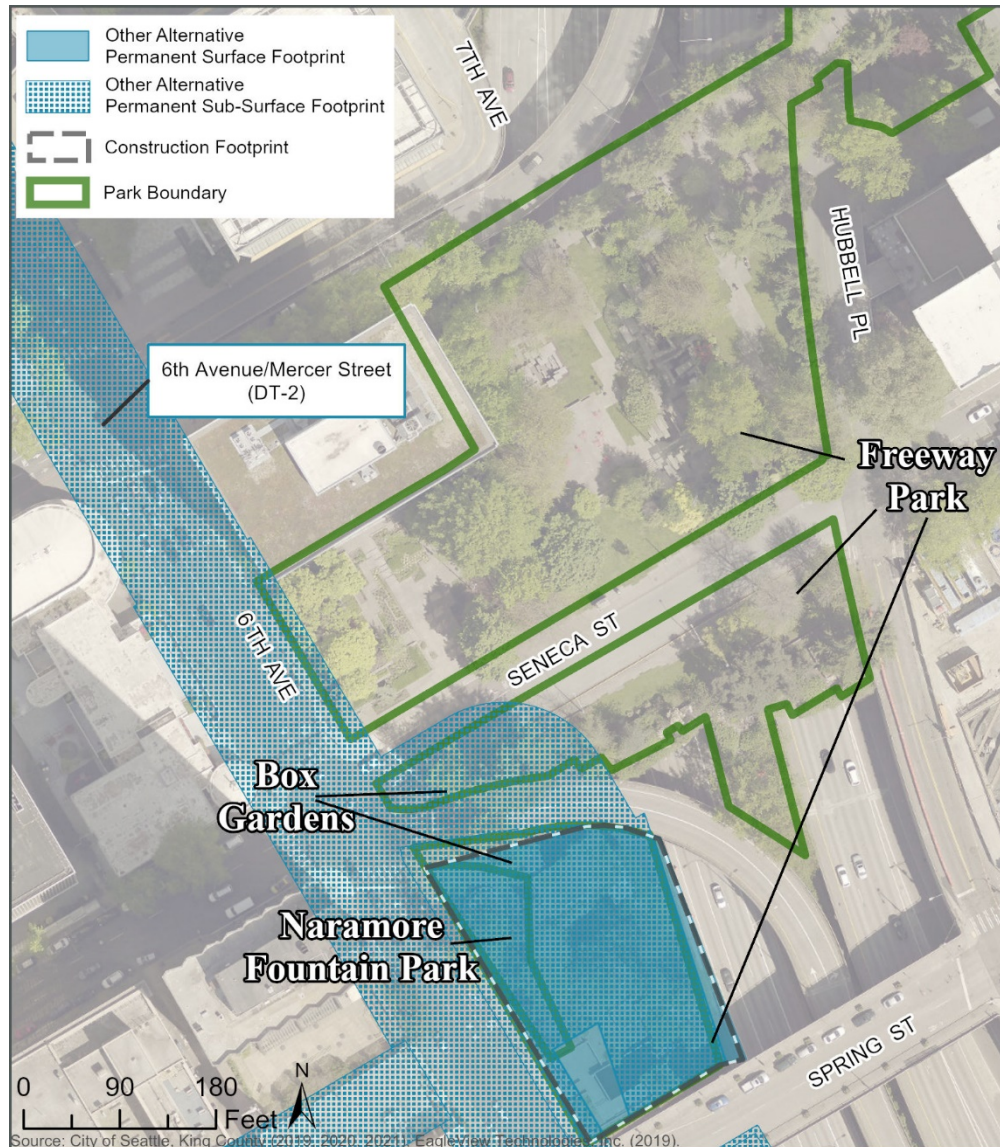 Other Alternative
Permanent Surface Footprint
Other Alternative
Permanent Sub-Surface Footprint
Construction Footprint
Park Boundary
7TH AVE
HUBBELL PL
6th Avenue/Mercer Street
(DT-2)
Freeway
Park
6TH AVE
SENECA ST
Box
Gardens
Naramore
Fountain Park
SPRING ST
0 90 180
Feet
N
Source: City of Seattle, King County (2019, 2020, 2021), EagleView Technologies, Inc. (2019).